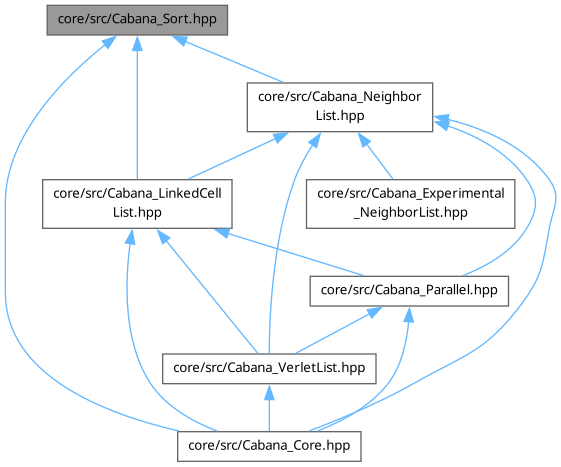 core/src/Cabana_Sort.hpp
core/src/Cabana_Neighbor
List.hpp
core/src/Cabana_LinkedCell
List.hpp
core/src/Cabana_Experimental
_NeighborList.hpp
core/src/Cabana_Parallel.hpp
core/src/Cabana_VerletList.hpp
core/src/Cabana_Core.hpp